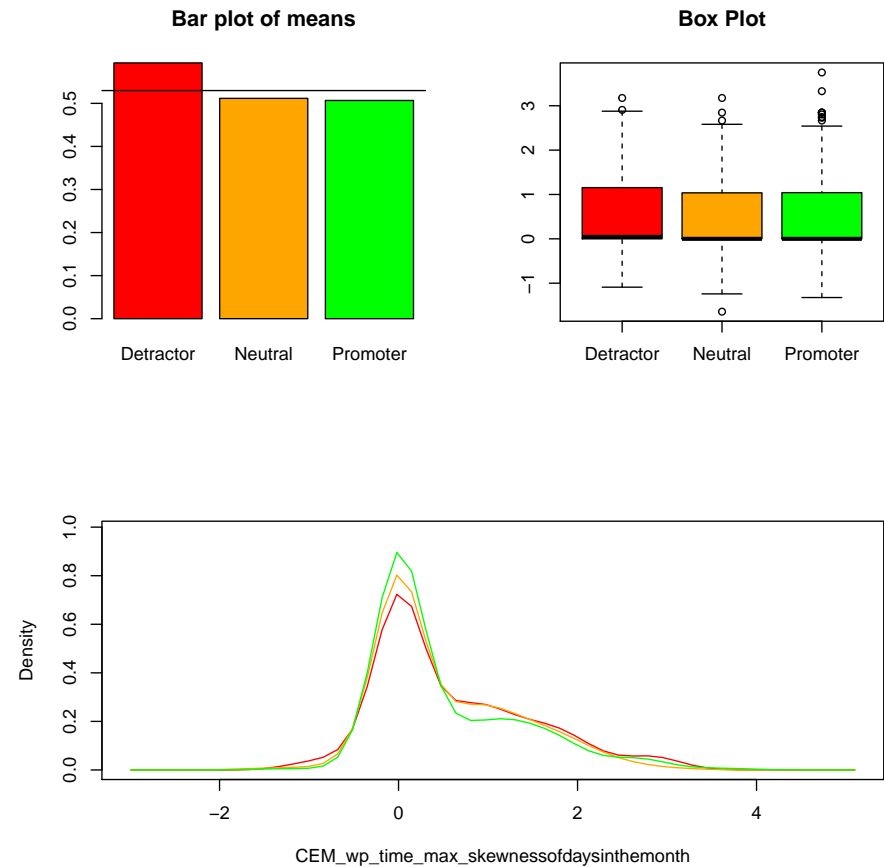 Bar plot of means
0.0
0.1
0.2
0.3
0.4
0.5
Detractor Neutral Promoter
Box Plot
−1
0
1
2
3
Detractor Neutral Promoter
Density
0.0
0.2
0.4
0.6
0.8
1.0
−2 0 2 4
CEM_wp_time_max_skewnessofdaysinthemonth